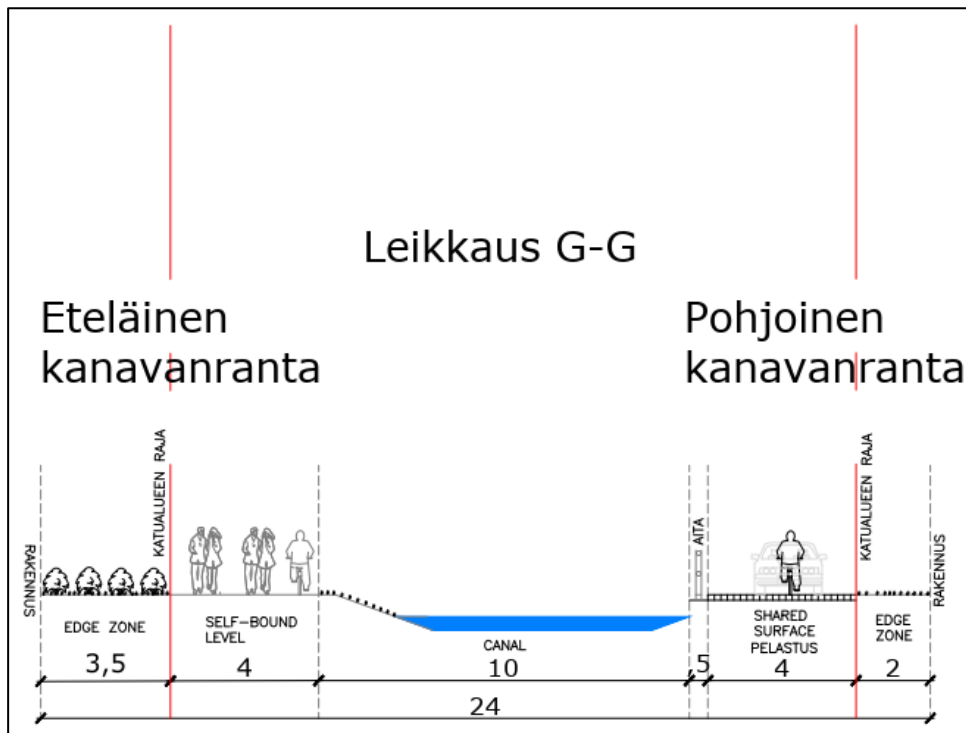 Leikkaus G-G
Eteläinen
kanavanranta
Pohjoinen
kanavanranta
RAKENNUS
KATUALUEEN RAJA
AITA
KATUALUEEN RAJA
RAKENNUS
EDGE ZONE
SELF-BOUND
LEVEL
CANAL
SHARED
SURFACE
PELASTUS
EDGE
ZONE
3,5
4
10
,5
4
2
24